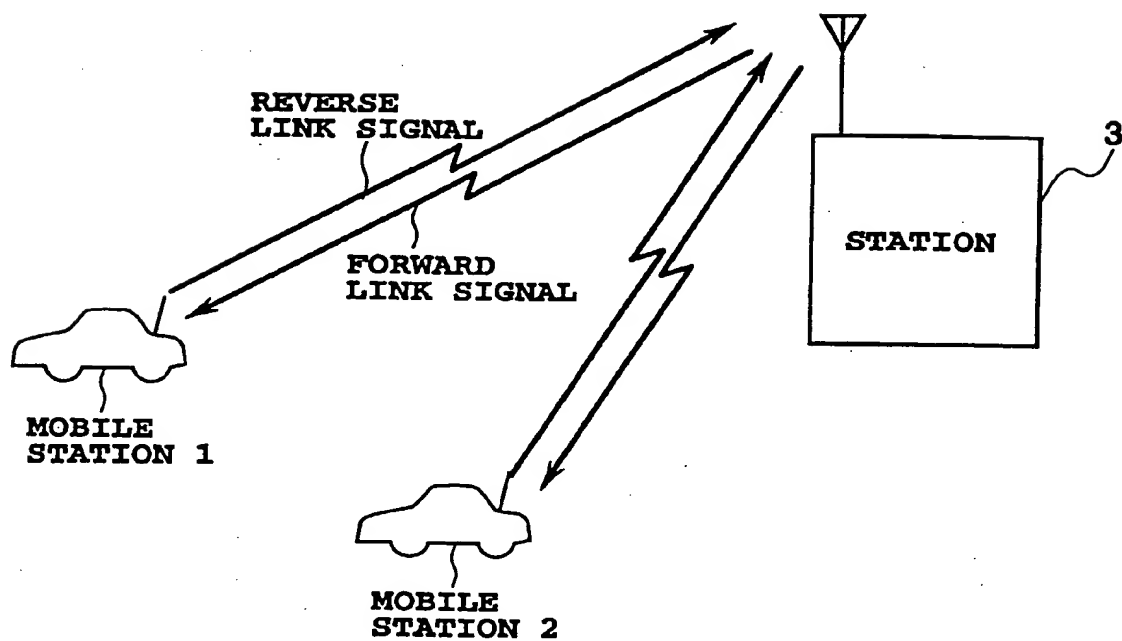 REVERSE
LINK SIGNAL
3
STATION
FORWARD
LINK SIGNAL
MOBILE
STATION 1
MOBILE
STATION 2